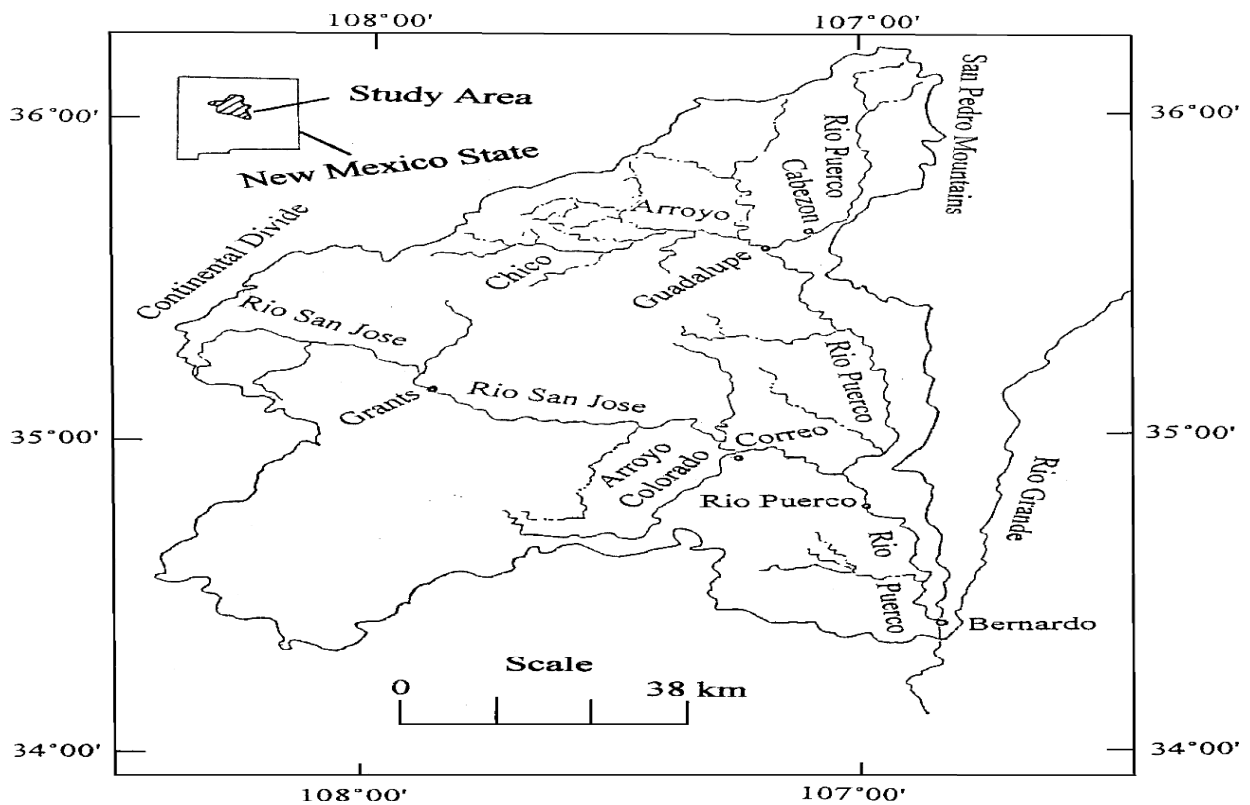 108°00'
107°00'
Study Area
New Mexico State
36°00'
36°00'
San Pedro Mountains
Rio Puerco
Cabezon
Arroyo
Chico
Guadalupe
Continental Divide
Rio San Jose
Rio Puerco
Grants
Rio San Jose
35°00'
35°00'
Correo
Arroyo
Colorado
Rio Puerco
Rio
Puerco
Rio Grande
Bernardo
Scale
0
38 km
34°00'
34°00'
108°00'
107°00'